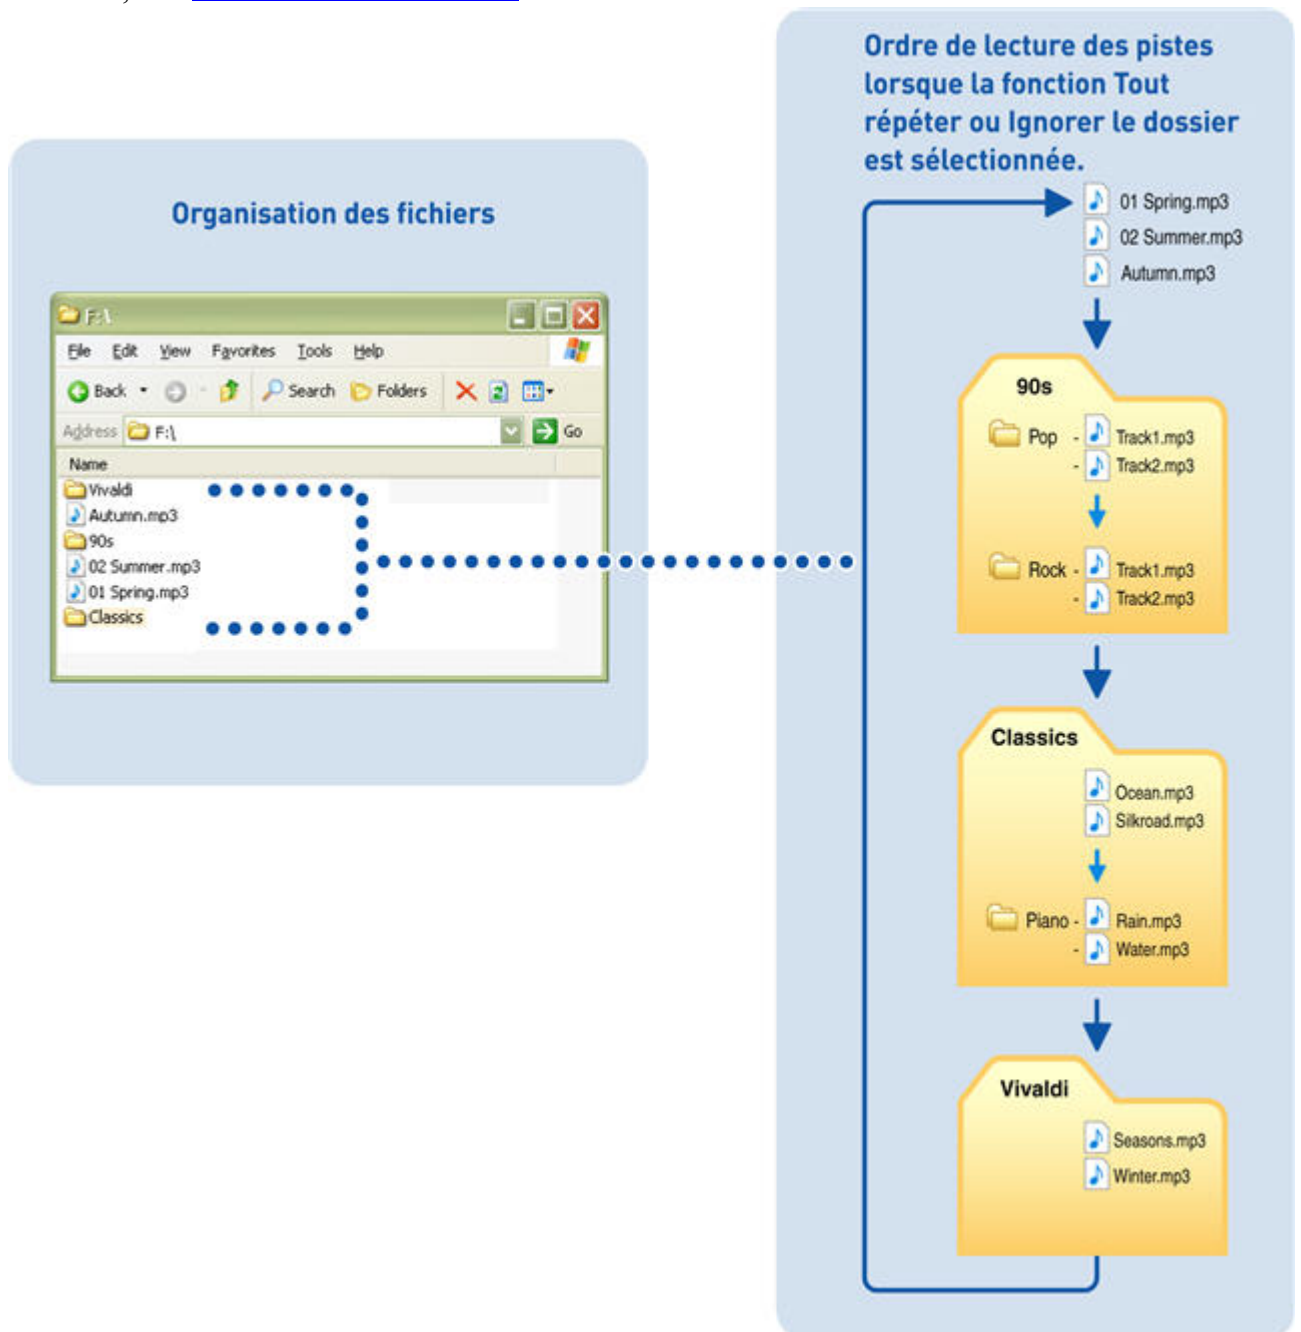 Organisation des fichiers
F:\
File Edit View Favorites Tools Help
Back Search Folders
Address F:\ Go
Name
Vivaldi
Autumn.mp3
90s
02 Summer.mp3
01 Spring.mp3
Classics
Ordre de lecture des pistes
lorsque la fonction Tout
répéter ou Ignorer le dossier
est sélectionnée.
01 Spring.mp3
02 Summer.mp3
Autumn.mp3
90s
Pop - Track1.mp3
- Track2.mp3
Rock - Track1.mp3
- Track2.mp3
Classics
Ocean.mp3
Silkroad.mp3
Piano - Rain.mp3
- Water.mp3
Vivaldi
Seasons.mp3
Winter.mp3